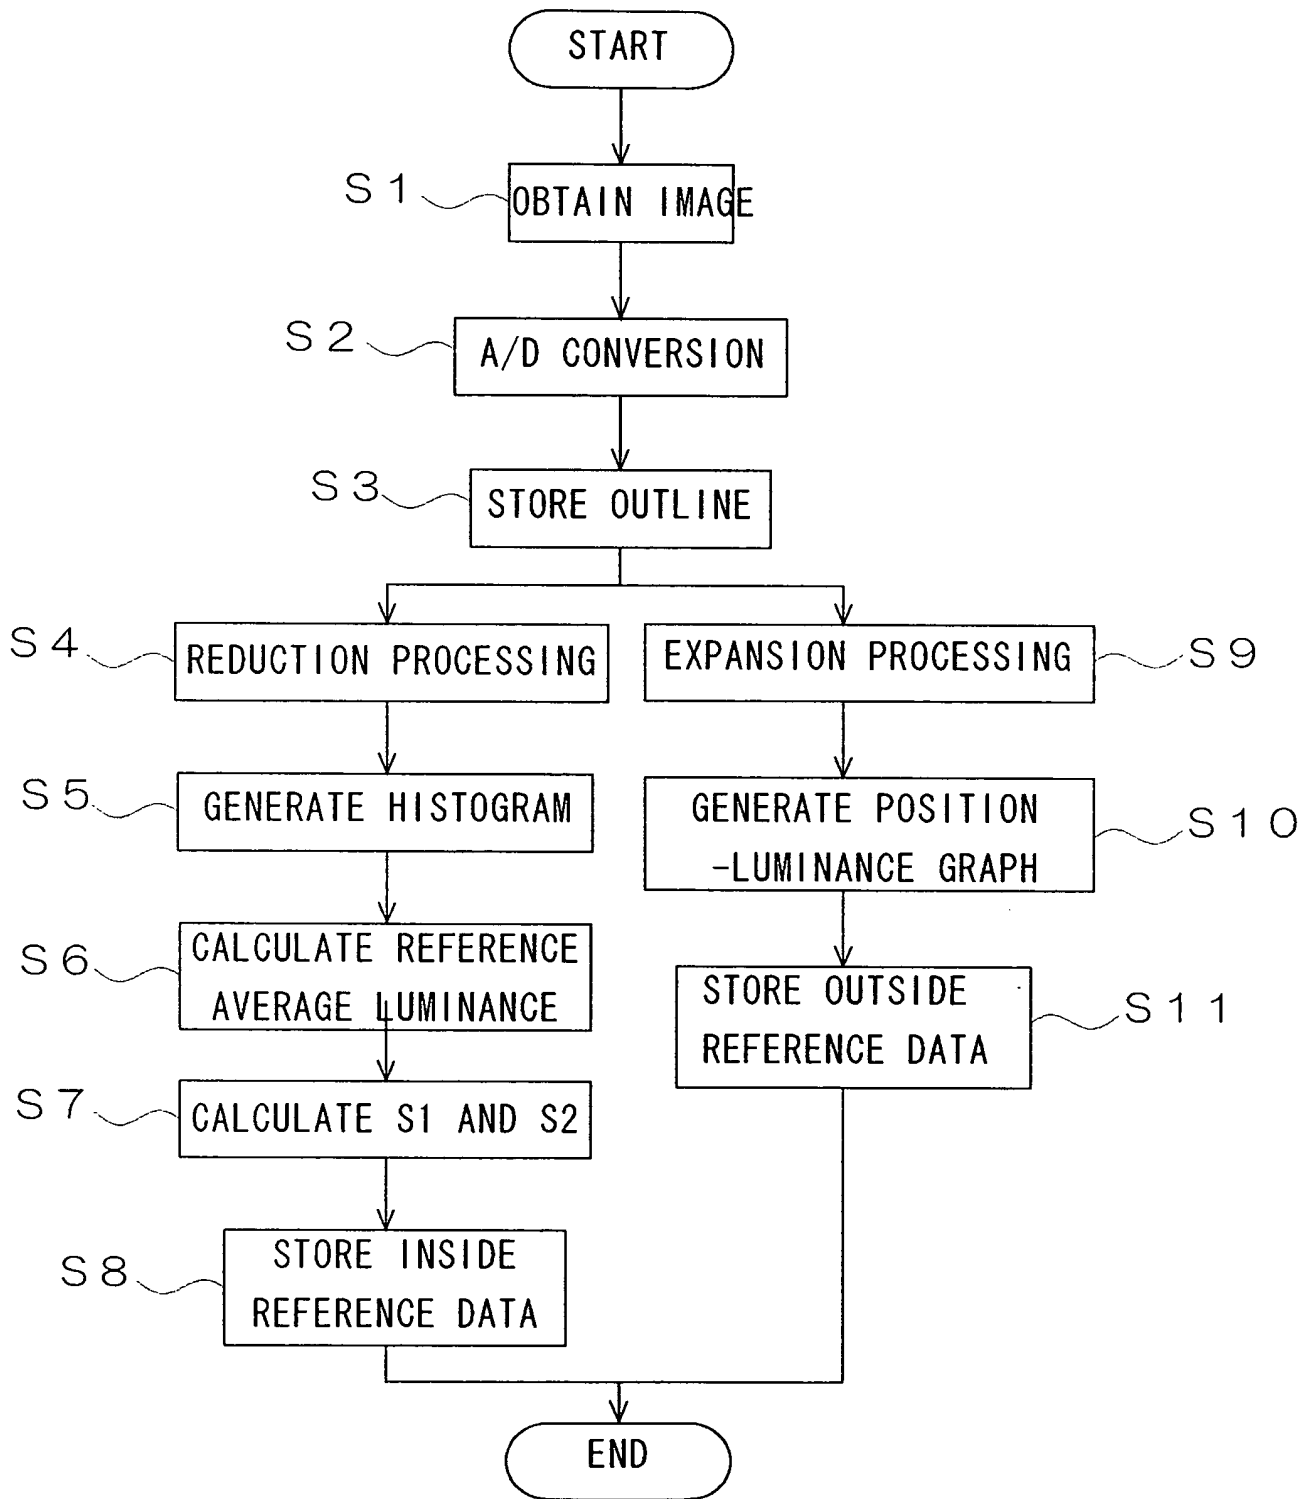 START
S1
OBTAIN IMAGE
S2
A/D CONVERSION
S3
STORE OUTLINE
S4
REDUCTION PROCESSING
S5
GENERATE HISTOGRAM
S6
CALCULATE REFERENCE
AVERAGE LUMINANCE
S7
CALCULATE S1 AND S2
S8
STORE INSIDE
REFERENCE DATA
EXPANSION PROCESSING
S9
GENERATE POSITION
-LUMINANCE GRAPH
S10
STORE OUTSIDE
REFERENCE DATA
S11
END